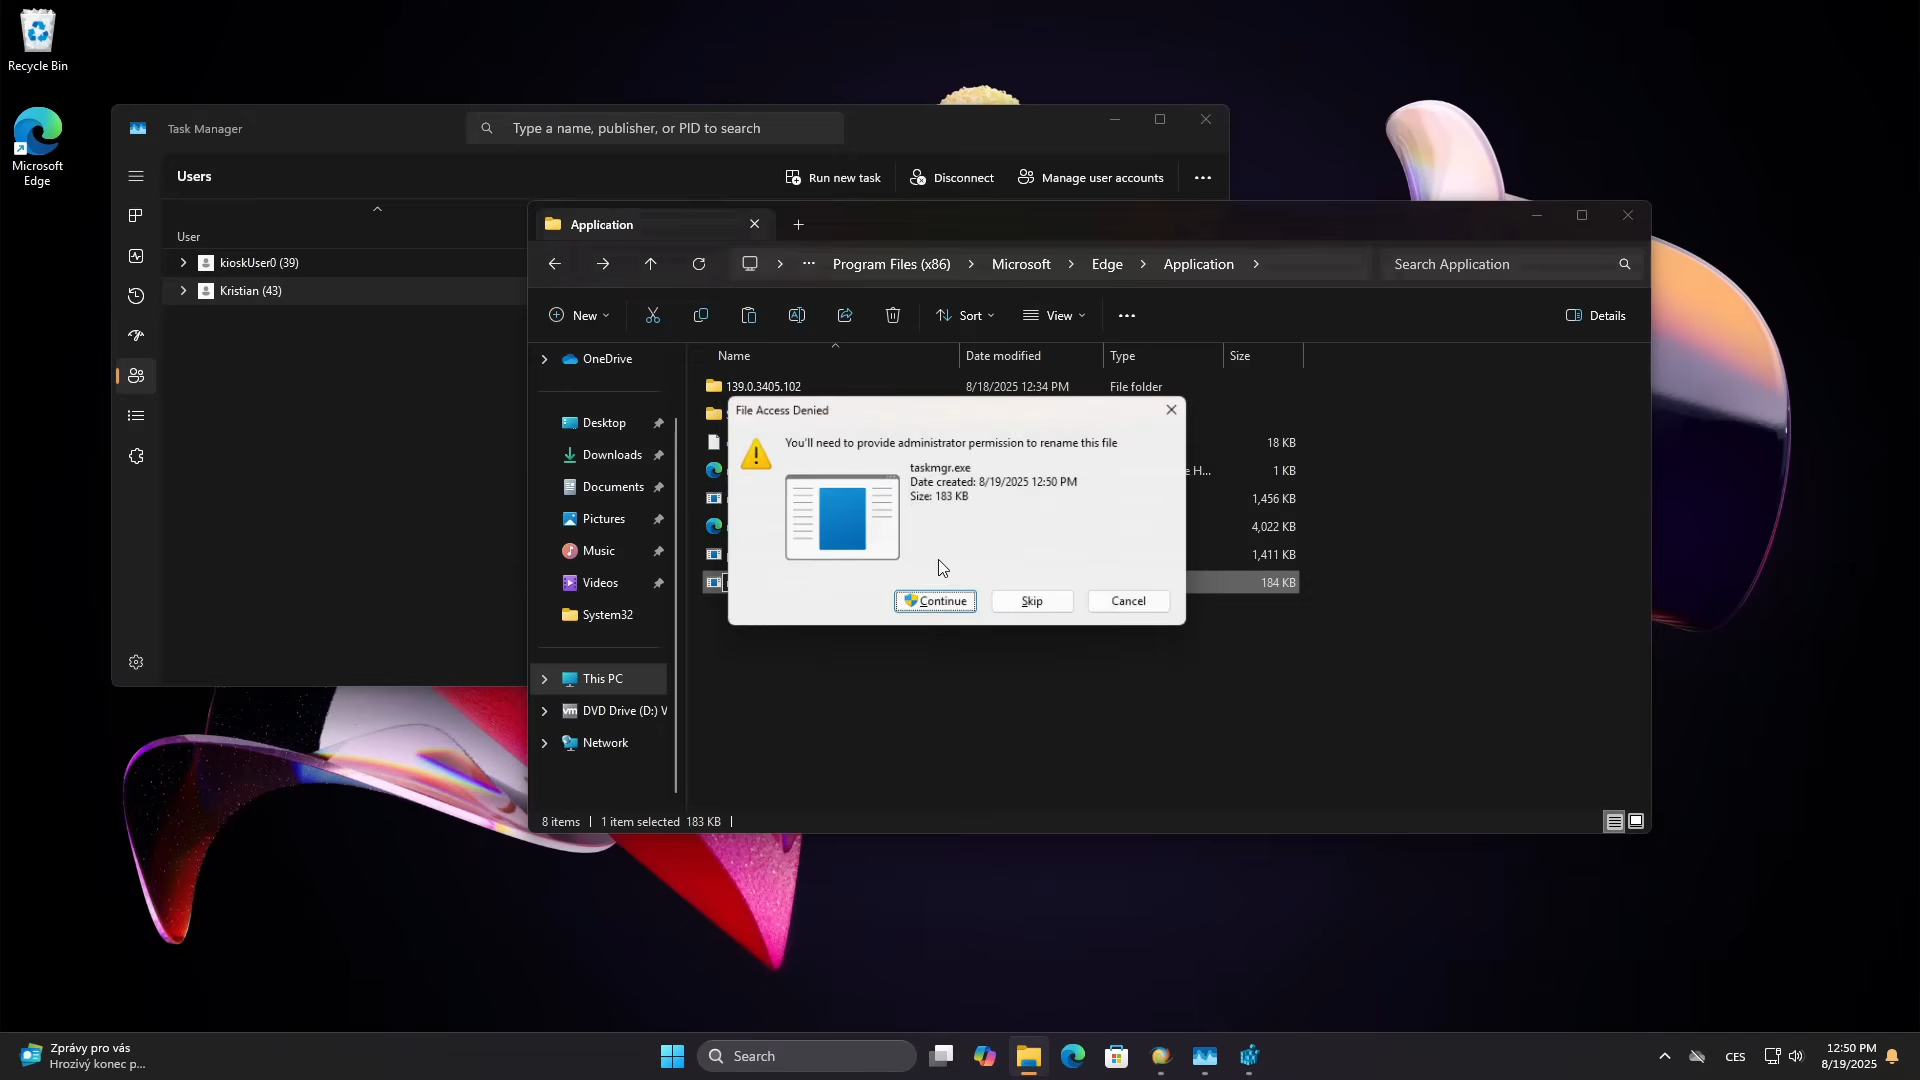 Recycle Bin
Microsoft
Edge
Task Manager
Type a name, publisher, or PID to search
Users
Run new task
Disconnect
Manage user accounts
User
kioskUser0 (39)
Kristian (43)
Application
Program Files (x86)
Microsoft
Edge
Application
Search Application
New
Sort
View
Details
OneDrive
Desktop
Downloads
Documents
Pictures
Music
Videos
System32
This PC
DVD Drive (D:) V
Network
Name
Date modified
Type
Size
139.0.3405.102
8/18/2025 12:34 PM
File folder
18 KB
e H...
1 KB
1,456 KB
4,022 KB
1,411 KB
184 KB
File Access Denied
You'll need to provide administrator permission to rename this file
taskmgr.exe
Date created: 8/19/2025 12:50 PM
Size: 183 KB
Continue
Skip
Cancel
8 items
1 item selected 183 KB
Zprávy pro vás
Hrozivý konec p...
Search
CES
12:50 PM
8/19/2025